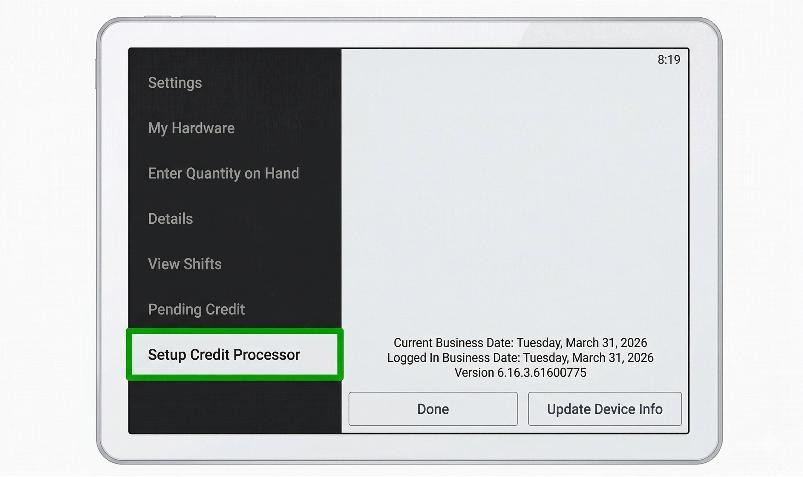 Settings
My Hardware
Enter Quantity on Hand
Details
View Shifts
Pending Credit
Setup Credit Processor
8:19
Current Business Date: Tuesday, March 31, 2026
Logged In Business Date: Tuesday, March 31, 2026
Version 6.16.3.61600775
Done
Update Device Info